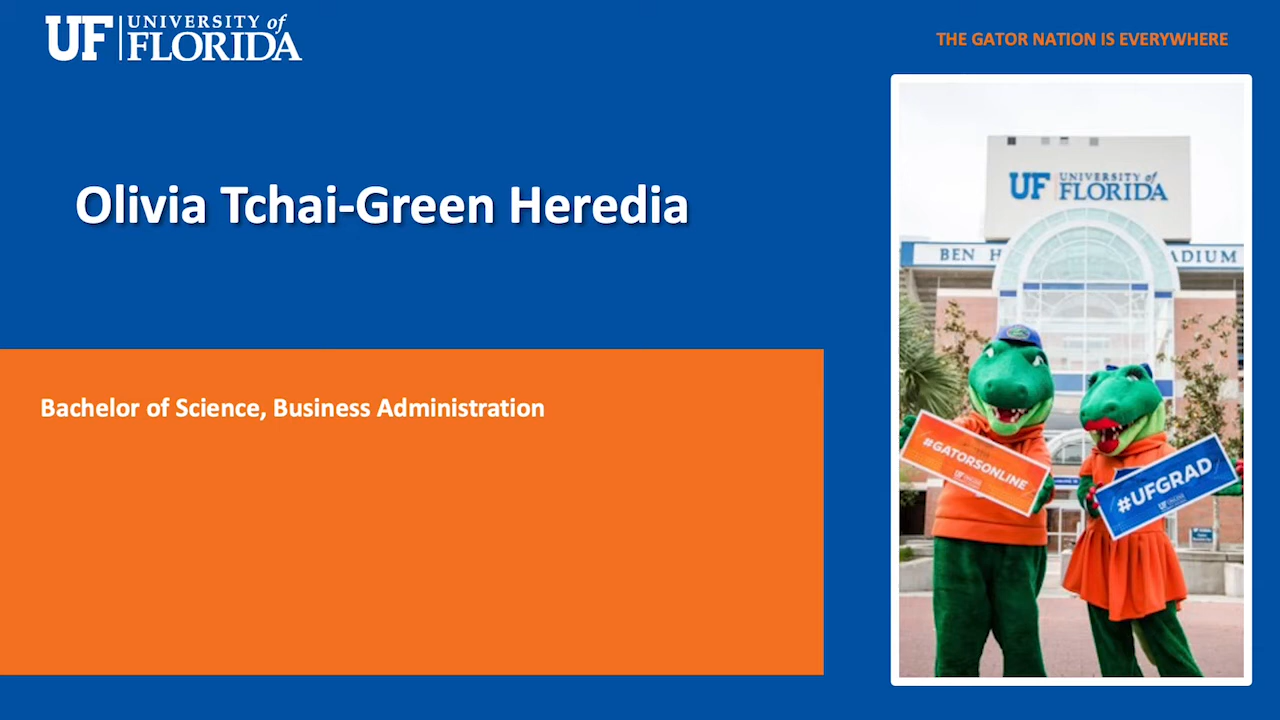 UF UNIVERSITY of
FLORIDA
THE GATOR NATION IS EVERYWHERE
Olivia Tchai-Green Heredia
Bachelor of Science, Business Administration
UF UNIVERSITY of
FLORIDA
BEN H
ADIUM
#GATORSONLINE
#UFGRAD